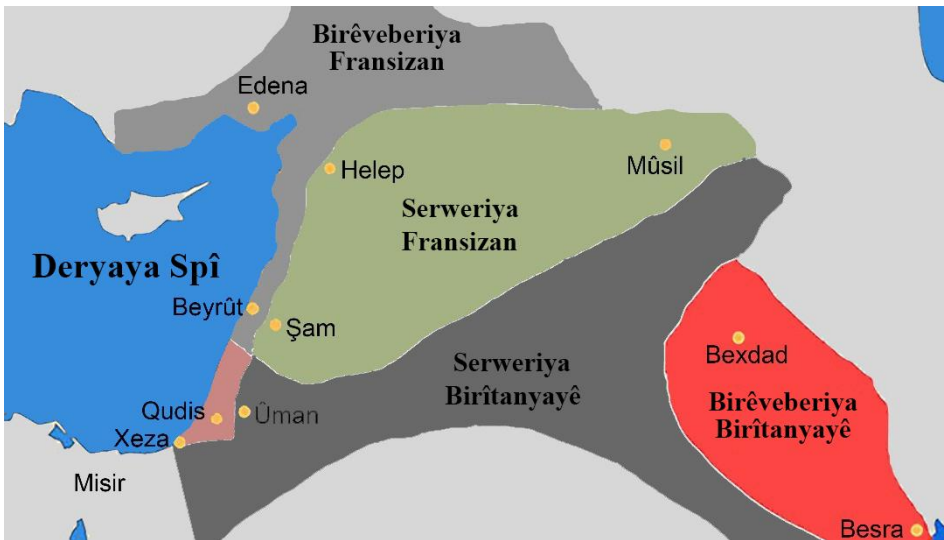 Birêveberiya
Fransizan
Edena
Helep
Mûsil
Serweriya
Fransizan
Deryaya Spî
Beyrût
Şam
Bexdad
Serweriya
Birîtanyayê
Birêveberiya
Birîtanyayê
Qudis
Ûman
Xeza
Misir
Besra